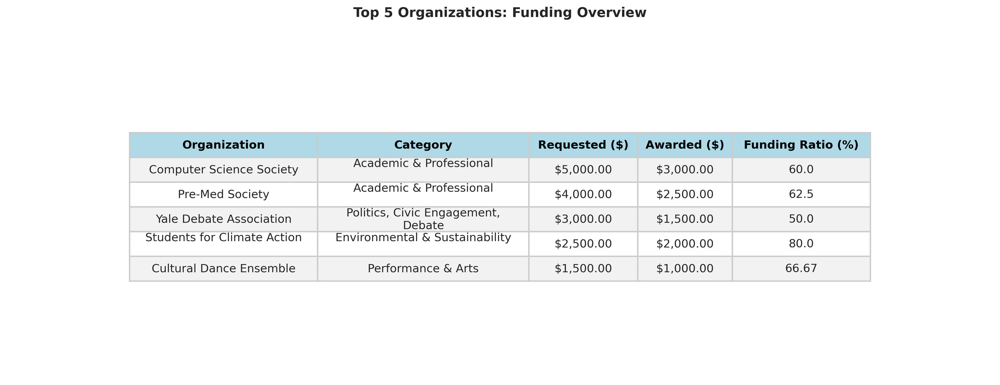 Top 5 Organizations: Funding Overview
Organization Category Requested ($) Awarded ($) Funding Ratio (%)
Computer Science Society Academic & Professional $5,000.00 $3,000.00 60.0
Pre-Med Society Academic & Professional $4,000.00 $2,500.00 62.5
Yale Debate Association Politics, Civic Engagement, $3,000.00 $1,500.00 50.0
Debate
Students for Climate Action Environmental & Sustainability $2,500.00 $2,000.00 80.0
Cultural Dance Ensemble Performance & Arts $1,500.00 $1,000.00 66.67